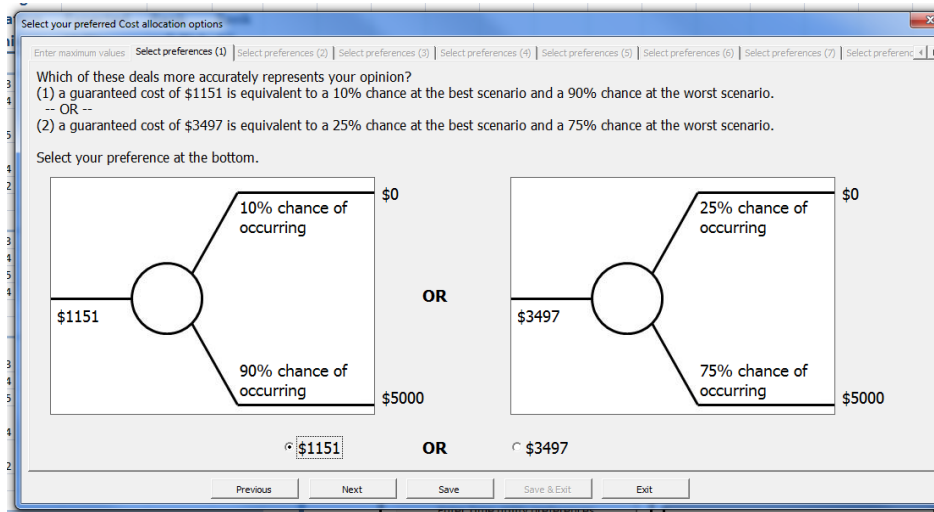 Select your preferred Cost allocation options
Enter maximum values Select preferences (1) Select preferences (2) Select preferences (3) Select preferences (4) Select preferences (5) Select preferences (6) Select preferences (7) Select preferenc
Which of these deals more accurately represents your opinion?
(1) a guaranteed cost of $1151 is equivalent to a 10% chance at the best scenario and a 90% chance at the worst scenario.
-- OR --
(2) a guaranteed cost of $3497 is equivalent to a 25% chance at the best scenario and a 75% chance at the worst scenario.
Select your preference at the bottom.
$0
10% chance of
occurring
$1151
90% chance of
occurring
$5000
OR
$0
25% chance of
occurring
$3497
75% chance of
occurring
$5000
$1151 OR $3497
Previous Next Save Save & Exit Exit